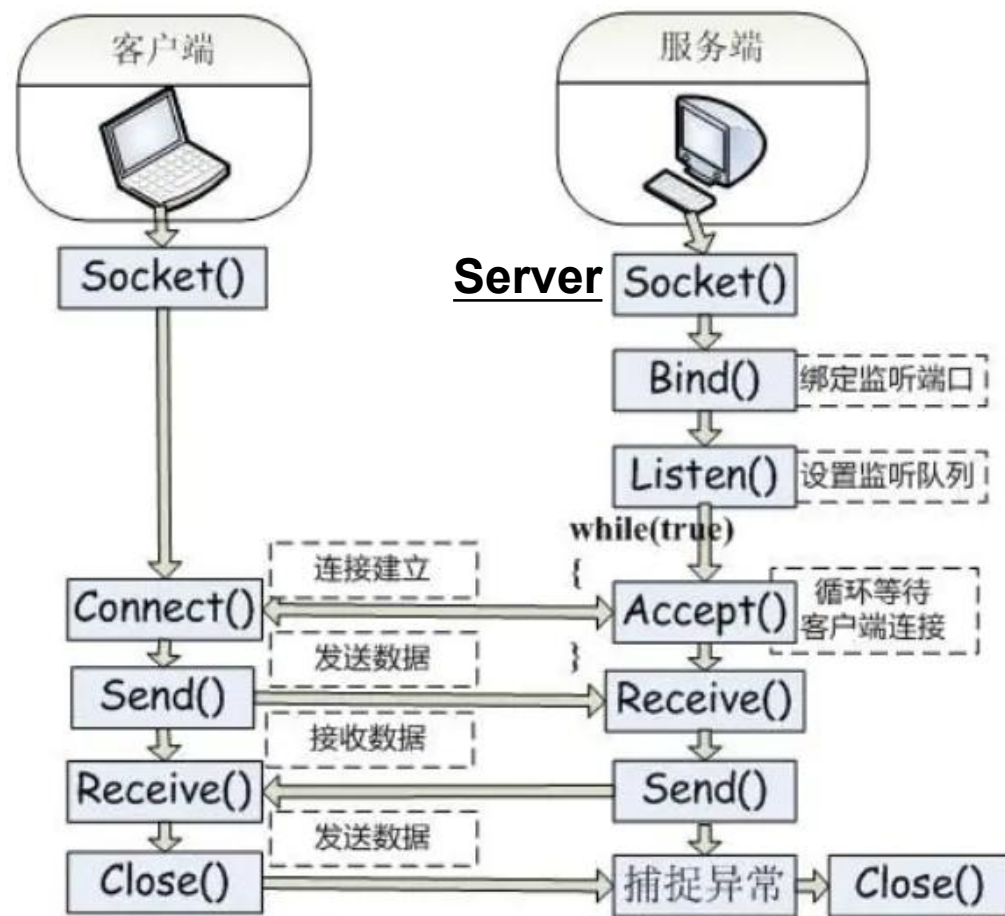 客户端
服务端
Socket()
Server Socket()
Bind() 绑定监听端口
Listen() 设置监听队列
while(true)
{
连接建立
Connect()
Accept()
循环等待
客户端连接
发送数据
}
Send()
Receive()
接收数据
Receive()
Send()
发送数据
Close()
捕捉异常
Close()